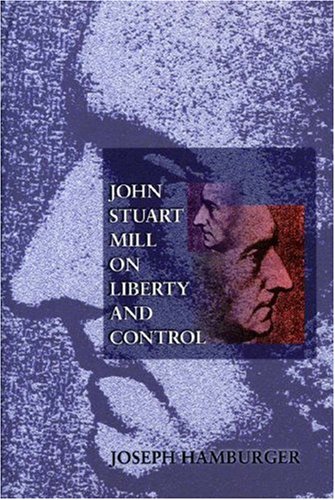 JOHN
STUART
MILL
ON
LIBERTY
AND
CONTROL
JOSEPH HAMBURGER